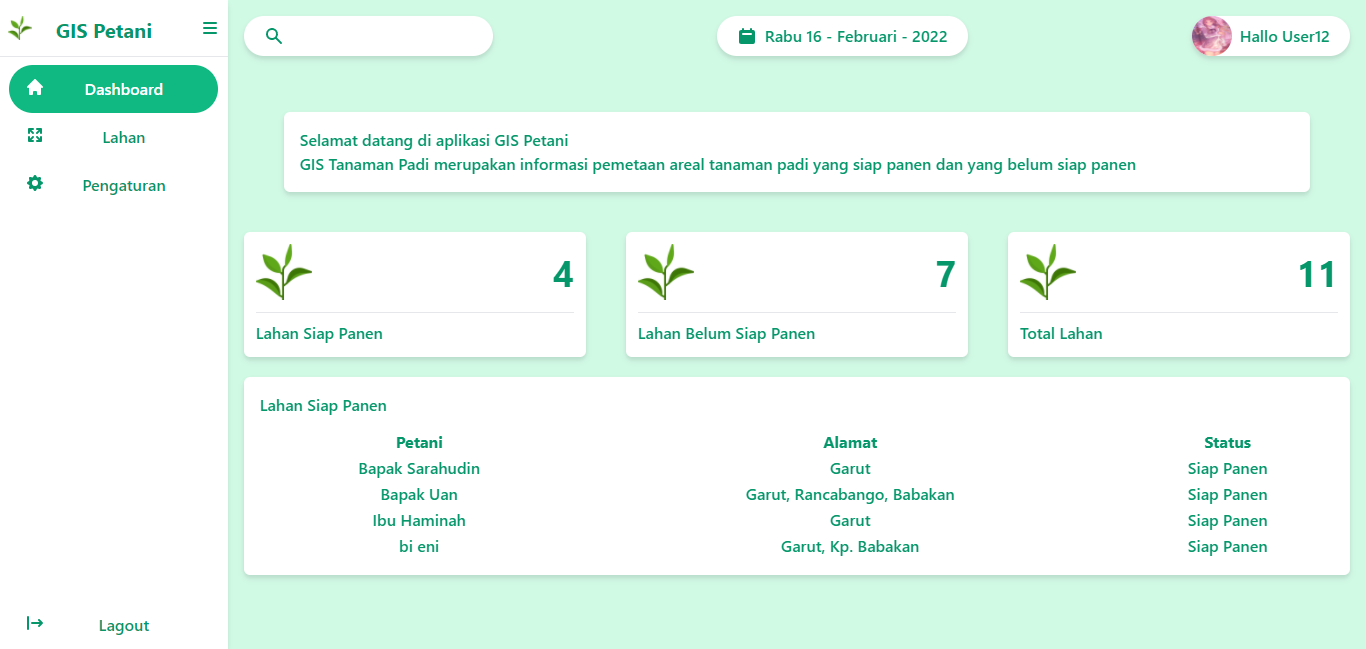 GIS Petani
Dashboard
Lahan
Pengaturan
Lagout
Rabu 16 - Februari - 2022
Hallo User12
Selamat datang di aplikasi GIS Petani
GIS Tanaman Padi merupakan informasi pemetaan areal tanaman padi yang siap panen dan yang belum siap panen
4
Lahan Siap Panen
7
Lahan Belum Siap Panen
11
Total Lahan
Lahan Siap Panen
Petani Alamat Status
Bapak Sarahudin Garut Siap Panen
Bapak Uan Garut, Rancabango, Babakan Siap Panen
Ibu Haminah Garut Siap Panen
bi eni Garut, Kp. Babakan Siap Panen